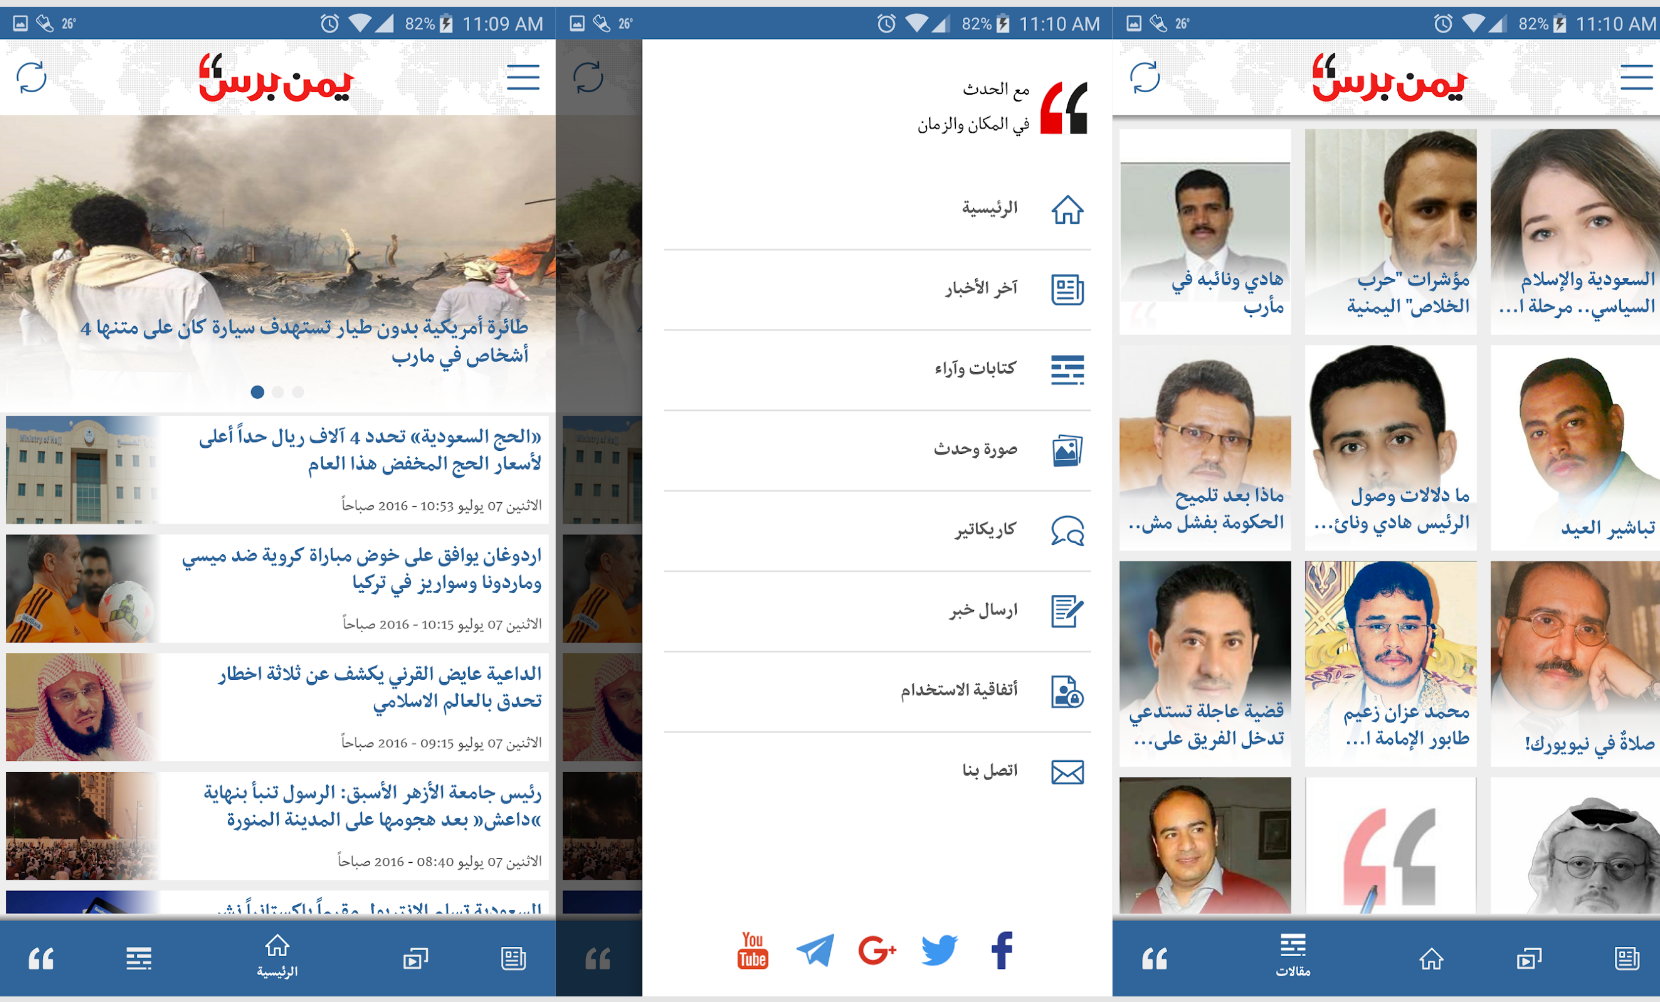 26°
82%
11:09 AM
يمن برس
طائرة أمريكية بدون طيار تستهدف سيارة كان على متنها 4
أشخاص في مارب
«الحج السعودية» تحدد 4 آلاف ريال حداً أعلى
لأسعار الحج المخفض هذا العام
الاثنين 07 يوليو 2016 - 10:53 صباحاً
اردوغان يوافق على خوض مباراة كروية ضد ميسي
وماردونا وسواريز في تركيا
الاثنين 07 يوليو 2016 - 10:15 صباحاً
الداعية عايض القرني يكشف عن ثلاثة اخطار
تحدق بالعالم الاسلامي
الاثنين 07 يوليو 2016 - 09:15 صباحاً
رئيس جامعة الأزهر الأسبق: الرسول تنبأ بنهاية
»داعش« بعد هجومها على المدينة المنورة
الاثنين 07 يوليو 2016 - 08:40 صباحاً
الرئيسية
26°
82%
11:10 AM
مع الحدث
في المكان والزمان
الرئيسية
آخر الأخبار
كتابات وآراء
صورة وحدث
كاريكاتير
ارسال خبر
أتفاقية الاستخدام
اتصل بنا
You
Tube
G+
f
26°
82%
11:10 AM
يمن برس
السعودية والإسلام
السياسي.. مرحلة ا...
مؤشرات "حرب
الخلاص" اليمنية
هادي ونائبه في
مأرب
تباشير العيد
ما دلالات وصول
الرئيس هادي ونائ...
ماذا بعد تلميح
الحكومة بفشل مش..
صلاةٌ في نيويورك!
محمد عزان زعيم
طابور الإمامة ا...
قضية عاجلة تستدعي
تدخل الفريق على...
مقالات